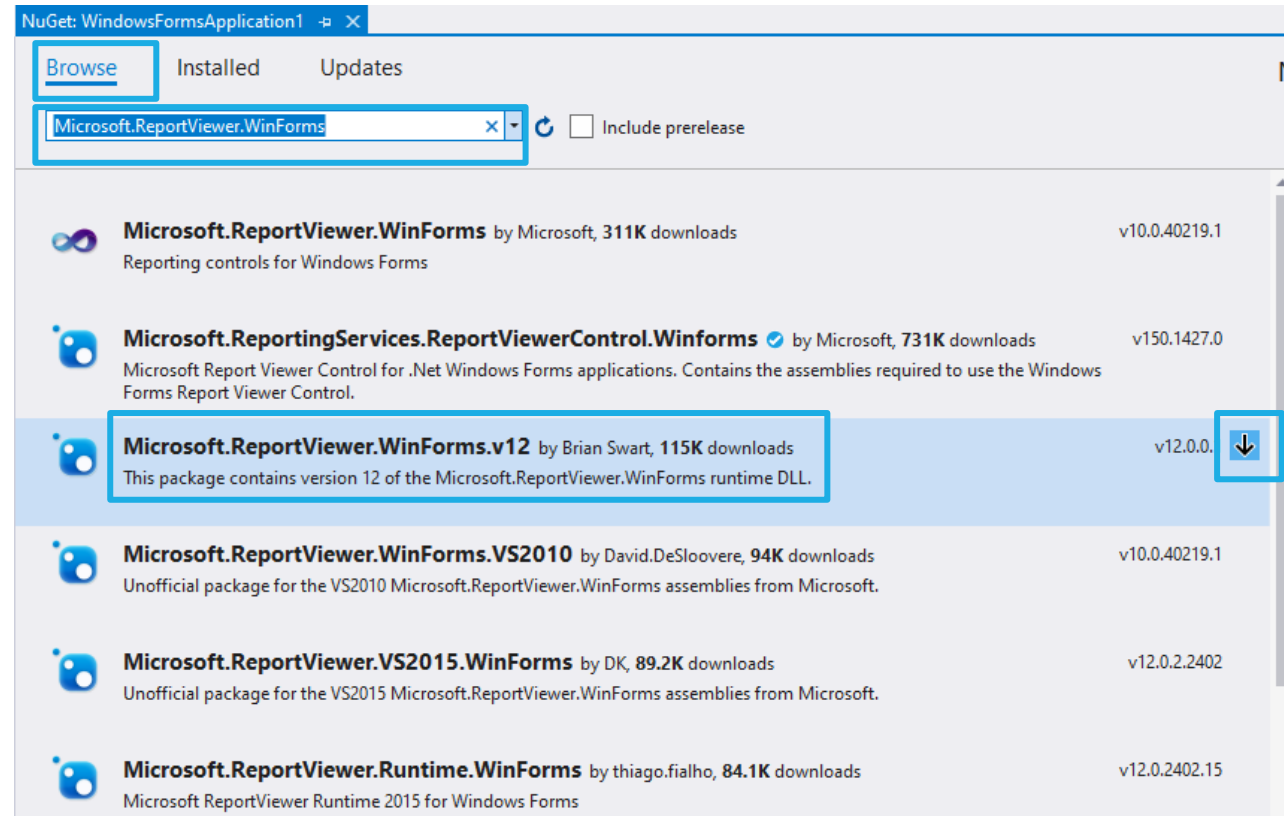 NuGet: WindowsFormsApplication1
Browse Installed Updates
Microsoft.ReportViewer.WinForms Include prerelease
Microsoft.ReportViewer.WinForms by Microsoft, 311K downloads v10.0.40219.1
Reporting controls for Windows Forms
Microsoft.ReportingServices.ReportViewerControl.Winforms by Microsoft, 731K downloads v150.1427.0
Microsoft Report Viewer Control for .Net Windows Forms applications. Contains the assemblies required to use the Windows
Forms Report Viewer Control.
Microsoft.ReportViewer.WinForms.v12 by Brian Swart, 115K downloads v12.0.0.
This package contains version 12 of the Microsoft.ReportViewer.WinForms runtime DLL.
Microsoft.ReportViewer.WinForms.VS2010 by David.DeSloovere, 94K downloads v10.0.40219.1
Unofficial package for the VS2010 Microsoft.ReportViewer.WinForms assemblies from Microsoft.
Microsoft.ReportViewer.VS2015.WinForms by DK, 89.2K downloads v12.0.2.2402
Unofficial package for the VS2015 Microsoft.ReportViewer.WinForms assemblies from Microsoft.
Microsoft.ReportViewer.Runtime.WinForms by thiago.fialho, 84.1K downloads v12.0.2402.15
Microsoft ReportViewer Runtime 2015 for Windows Forms